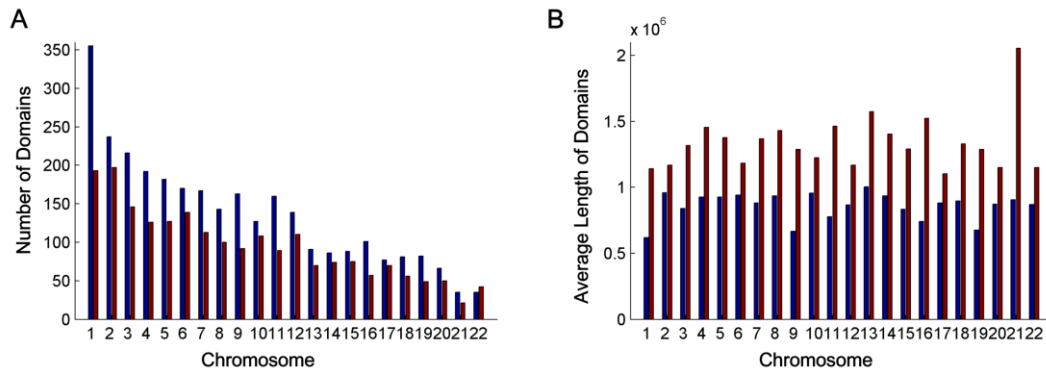 A
Number of Domains
350
300
250
200
150
100
50
0
1 2 3 4 5 6 7 8 9 10 11 12 13 14 15 16 17 18 19 20 21 22
Chromosome
B
x 10^6
Average Length of Domains
2
1.5
1
0.5
0
1 2 3 4 5 6 7 8 9 10 11 12 13 14 15 16 17 18 19 20 21 22
Chromosome